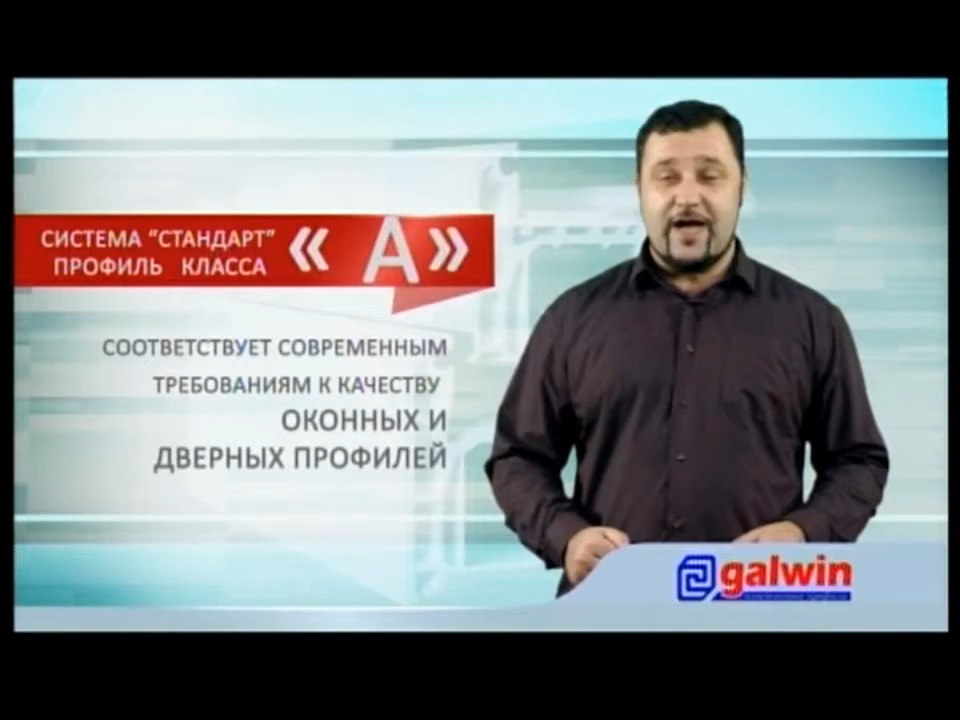 СИСТЕМА “СТАНДАРТ”
ПРОФИЛЬ КЛАССА « А»
СООТВЕТСТВУЕТ СОВРЕМЕННЫМ
ТРЕБОВАНИЯМ К КАЧЕСТВУ
ОКОННЫХ И
ДВЕРНЫХ ПРОФИЛЕЙ
galwin